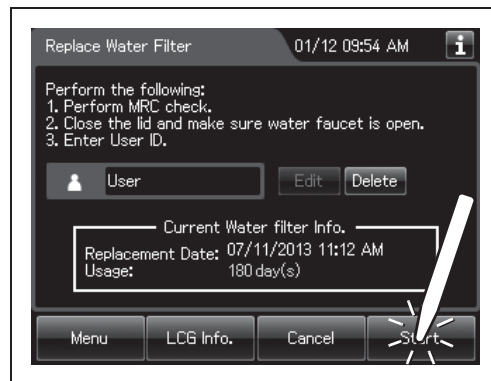 Replace Water Filter 01/12 09:54 AM i
Perform the following:
1. Perform MRC check.
2. Close the lid and make sure water faucet is open.
3. Enter User ID.
User Edit Delete
Current Water filter Info.
Replacement Date: 07/11/2013 11:12 AM
Usage: 180 day(s)
Menu LCG Info. Cancel Start